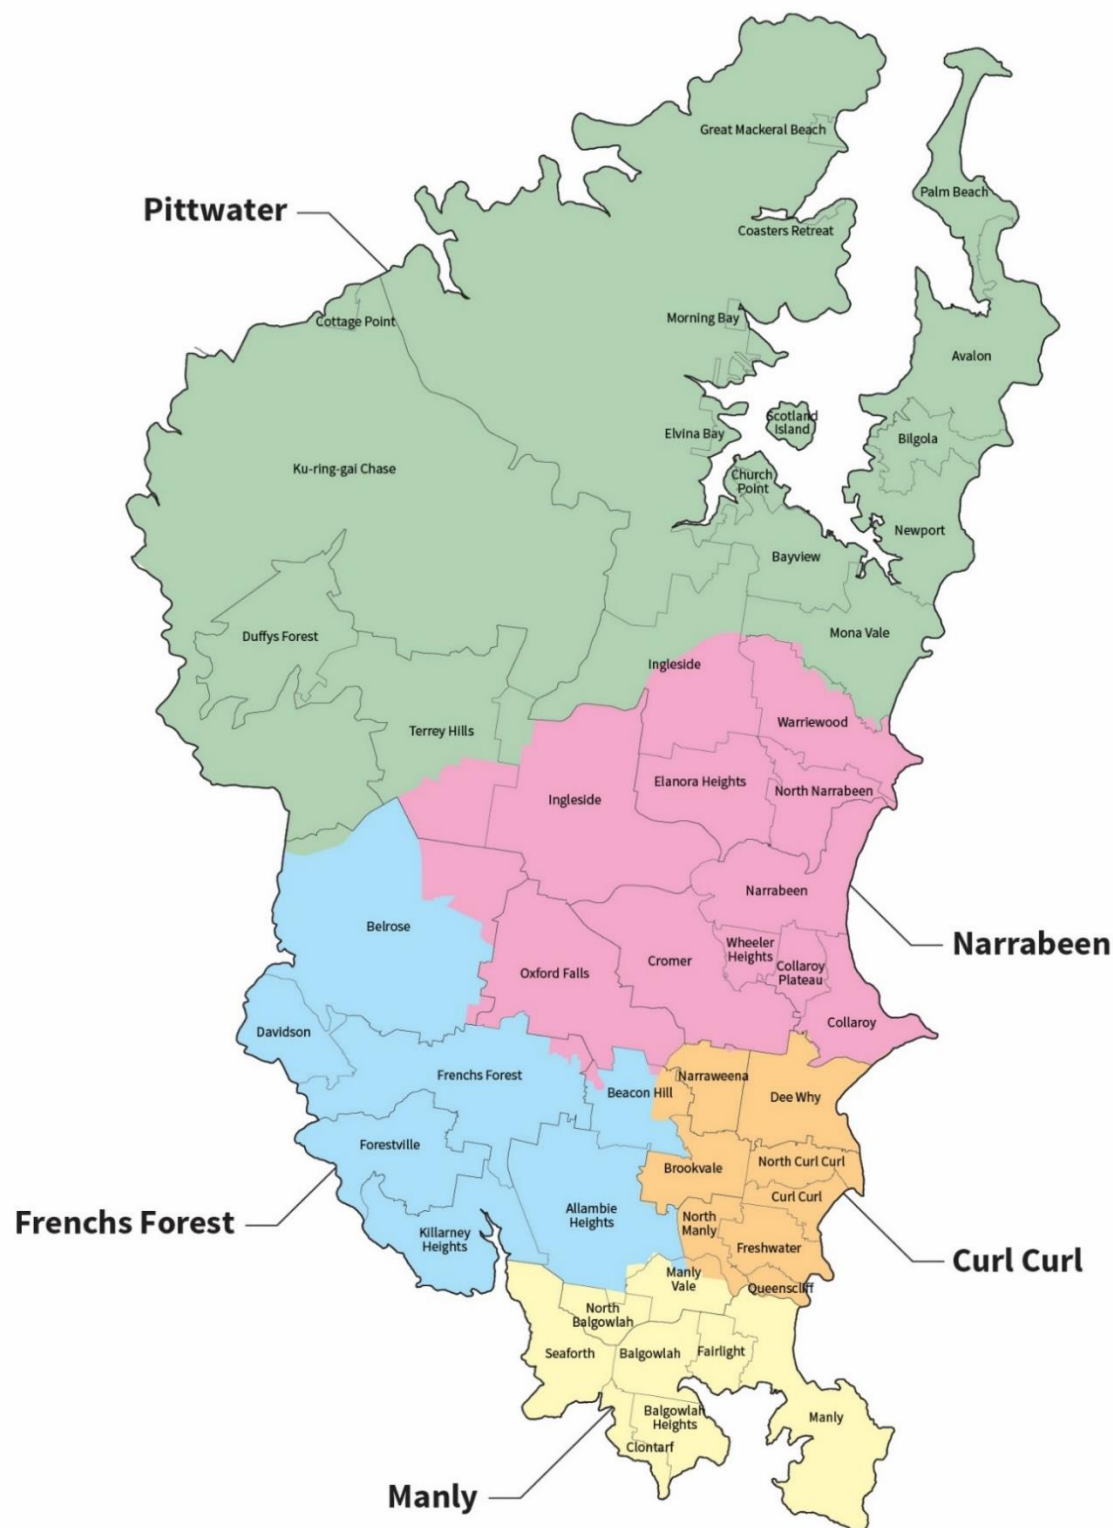 Great Mackeral Beach
Palm Beach
Pittwater
Coasters Retreat
Morning Bay
Cottage Point
Avalon
Scotland
Island
Elvina Bay
Bilgola
Ku-ring-gai Chase
Church
Point
Newport
Bayview
Duffys Forest
Mona Vale
Ingleside
Warriewood
Terrey Hills
Elanora Heights
North Narrabeen
Ingleside
Narrabeen
Belrose
Narrabeen
Wheeler
Heights
Cromer
Collaroy
Plateau
Oxford Falls
Collaroy
Davidson
Frenchs Forest
Narraweena
Beacon Hill
Dee Why
Forestville
North Curl Curl
Brookvale
Curl Curl
Allambie
Heights
North
Manly
Frenchs Forest
Killarney
Heights
Freshwater
Curl Curl
Manly
Vale
Queenscliff
North
Balgowlah
Seaforth
Balgowlah
Fairlight
Balgowlah
Heights
Manly
Clontarf
Manly